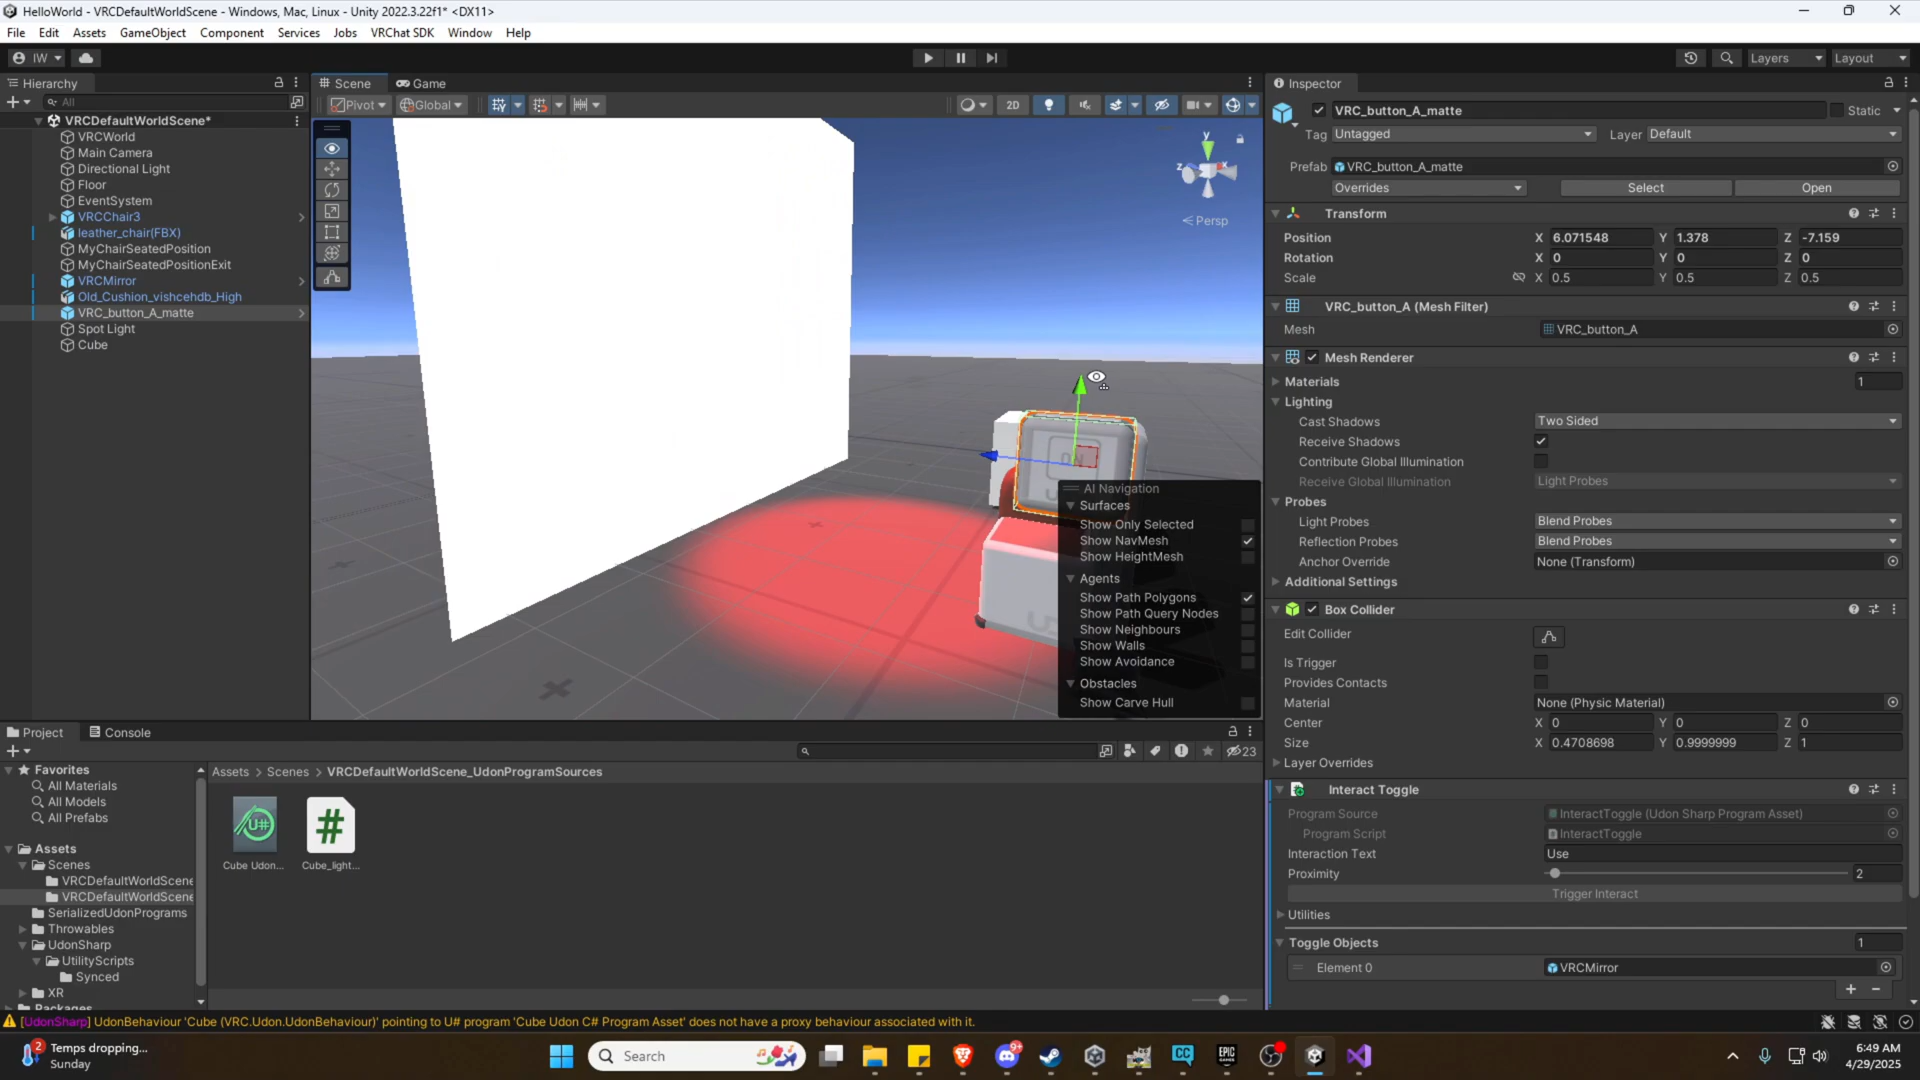 HelloWorld - VRCDefaultWorldScene - Windows, Mac, Linux - Unity 2022.3.22f1* <DX11>
File Edit Assets GameObject Component Services Jobs VRChat SDK Window Help
IW
Layers Layout
Hierarchy
All
VRCDefaultWorldScene*
VRCWorld
Main Camera
Directional Light
Floor
EventSystem
VRCChair3
leather_chair(FBX)
MyChairSeatedPosition
MyChairSeatedPositionExit
VRCMirror
Old_Cushion_vishcehdb_High
VRC_button_A_matte
Spot Light
Cube
Scene Game
Pivot Global
2D
y
z x
Persp
AI Navigation
Surfaces
Show Only Selected
Show NavMesh
Show HeightMesh
Agents
Show Path Polygons
Show Path Query Nodes
Show Neighbours
Show Walls
Show Avoidance
Obstacles
Show Carve Hull
Inspector
VRC_button_A_matte Static
Tag Untagged Layer Default
Prefab VRC_button_A_matte
Overrides Select Open
Transform
Position X 6.071548 Y 1.378 Z -7.159
Rotation X 0 Y 0 Z 0
Scale X 0.5 Y 0.5 Z 0.5
VRC_button_A (Mesh Filter)
Mesh VRC_button_A
Mesh Renderer
Materials 1
Lighting
Cast Shadows Two Sided
Receive Shadows
Contribute Global Illumination
Receive Global Illumination Light Probes
Probes
Light Probes Blend Probes
Reflection Probes Blend Probes
Anchor Override None (Transform)
Additional Settings
Box Collider
Edit Collider
Is Trigger
Provides Contacts
Material None (Physic Material)
Center X 0 Y 0 Z 0
Size X 0.4708698 Y 0.9999999 Z 1
Layer Overrides
Interact Toggle
Program Source InteractToggle (Udon Sharp Program Asset)
Program Script InteractToggle
Interaction Text Use
Proximity 2
Trigger Interact
Utilities
Toggle Objects 1
Element 0 VRCMirror
Project Console
23
Favorites
All Materials
All Models
All Prefabs
Assets
Scenes
VRCDefaultWorldScene
VRCDefaultWorldScene
SerializedUdonPrograms
Throwables
UdonSharp
UtilityScripts
Synced
XR
Packages
Assets > Scenes > VRCDefaultWorldScene_UdonProgramSources
Cube Udon... Cube_light...
[UdonSharp] UdonBehaviour 'Cube (VRC.Udon.UdonBehaviour)' pointing to U# program 'Cube Udon C# Program Asset' does not have a proxy behaviour associated with it.
2
Temps dropping...
Sunday
Search
9+
CC
EPIC GAMES
6:49 AM
4/29/2025